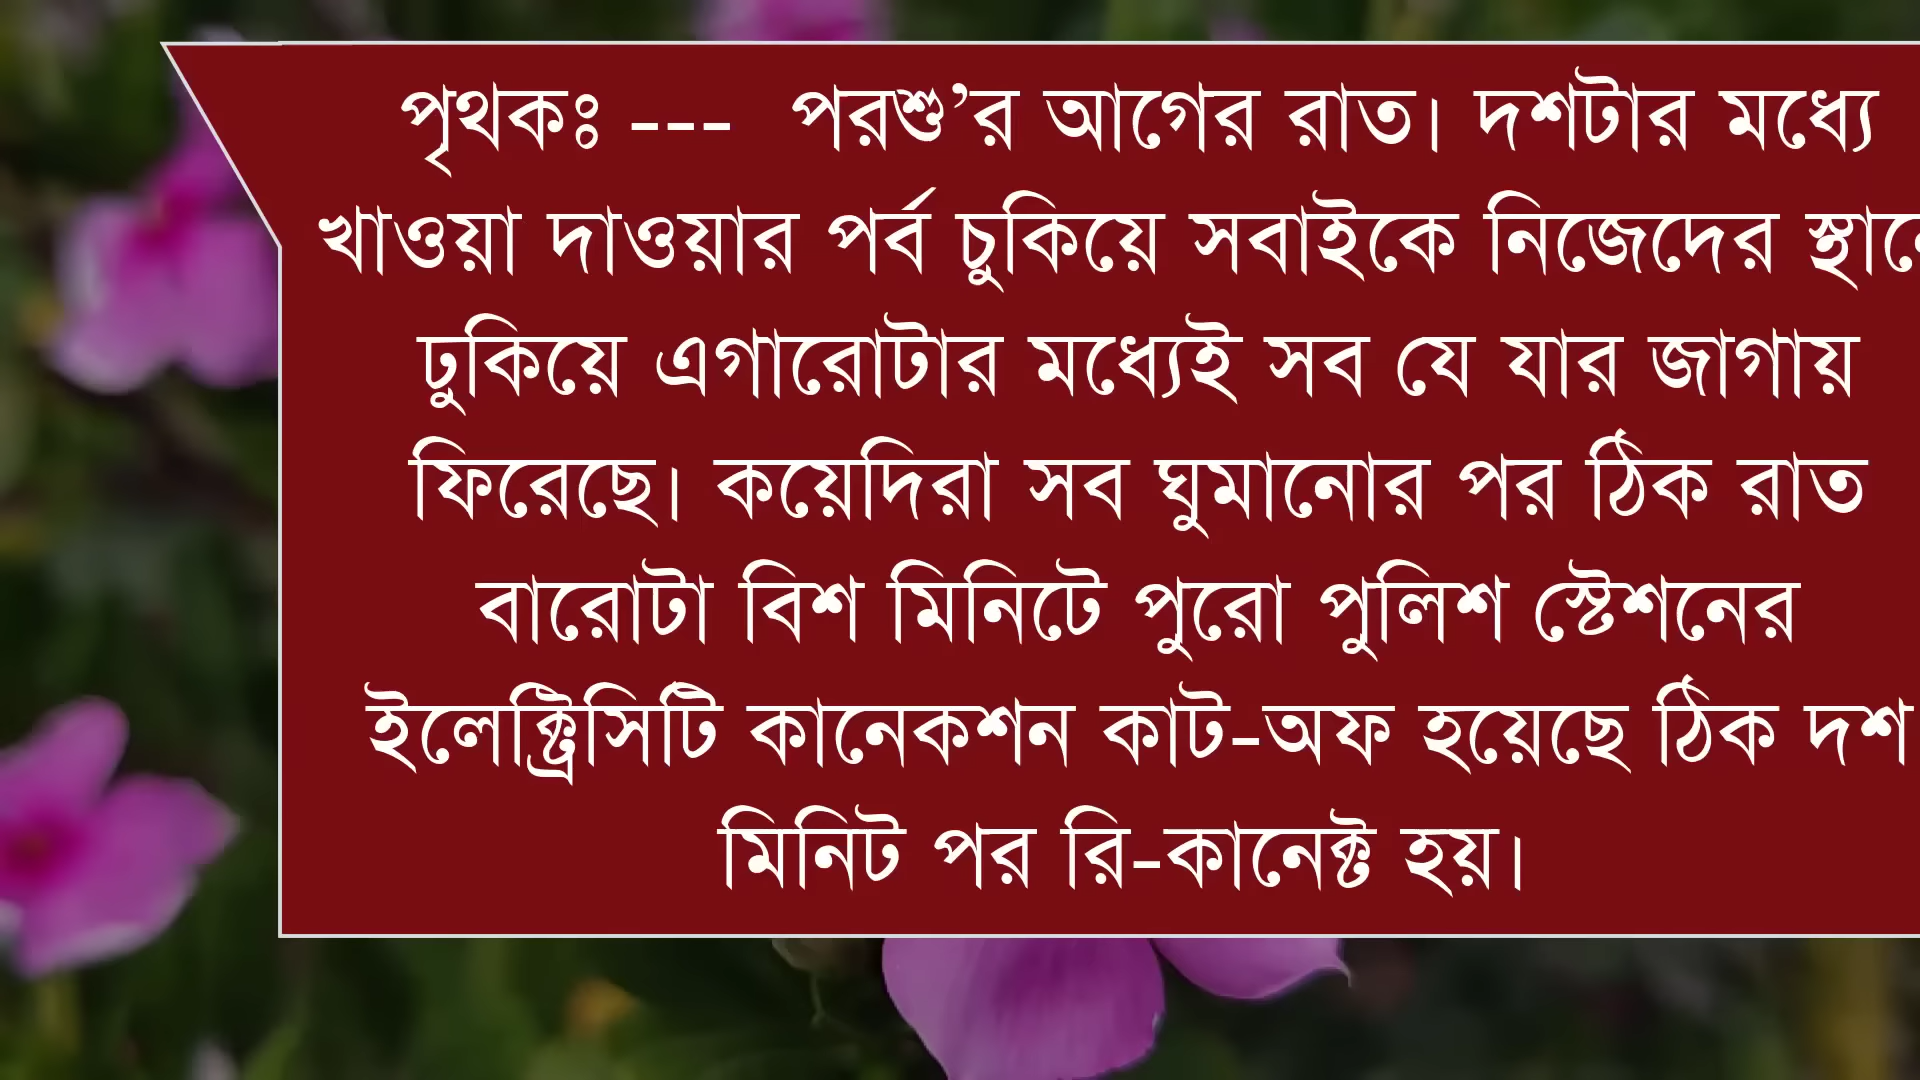 পৃথকঃ --- পরশু’র আগের রাত। দশটার মধ্যে
খাওয়া দাওয়ার পর্ব চুকিয়ে সবাইকে নিজেদের স্থানে
ঢুকিয়ে এগারোটার মধ্যেই সব যে যার জাগায়
ফিরেছে। কয়েদিরা সব ঘুমানোর পর ঠিক রাত
বারোটা বিশ মিনিটে পুরো পুলিশ স্টেশনের
ইলেক্ট্রিসিটি কানেকশন কাট-অফ হয়েছে ঠিক দশ
মিনিট পর রি-কানেক্ট হয়।